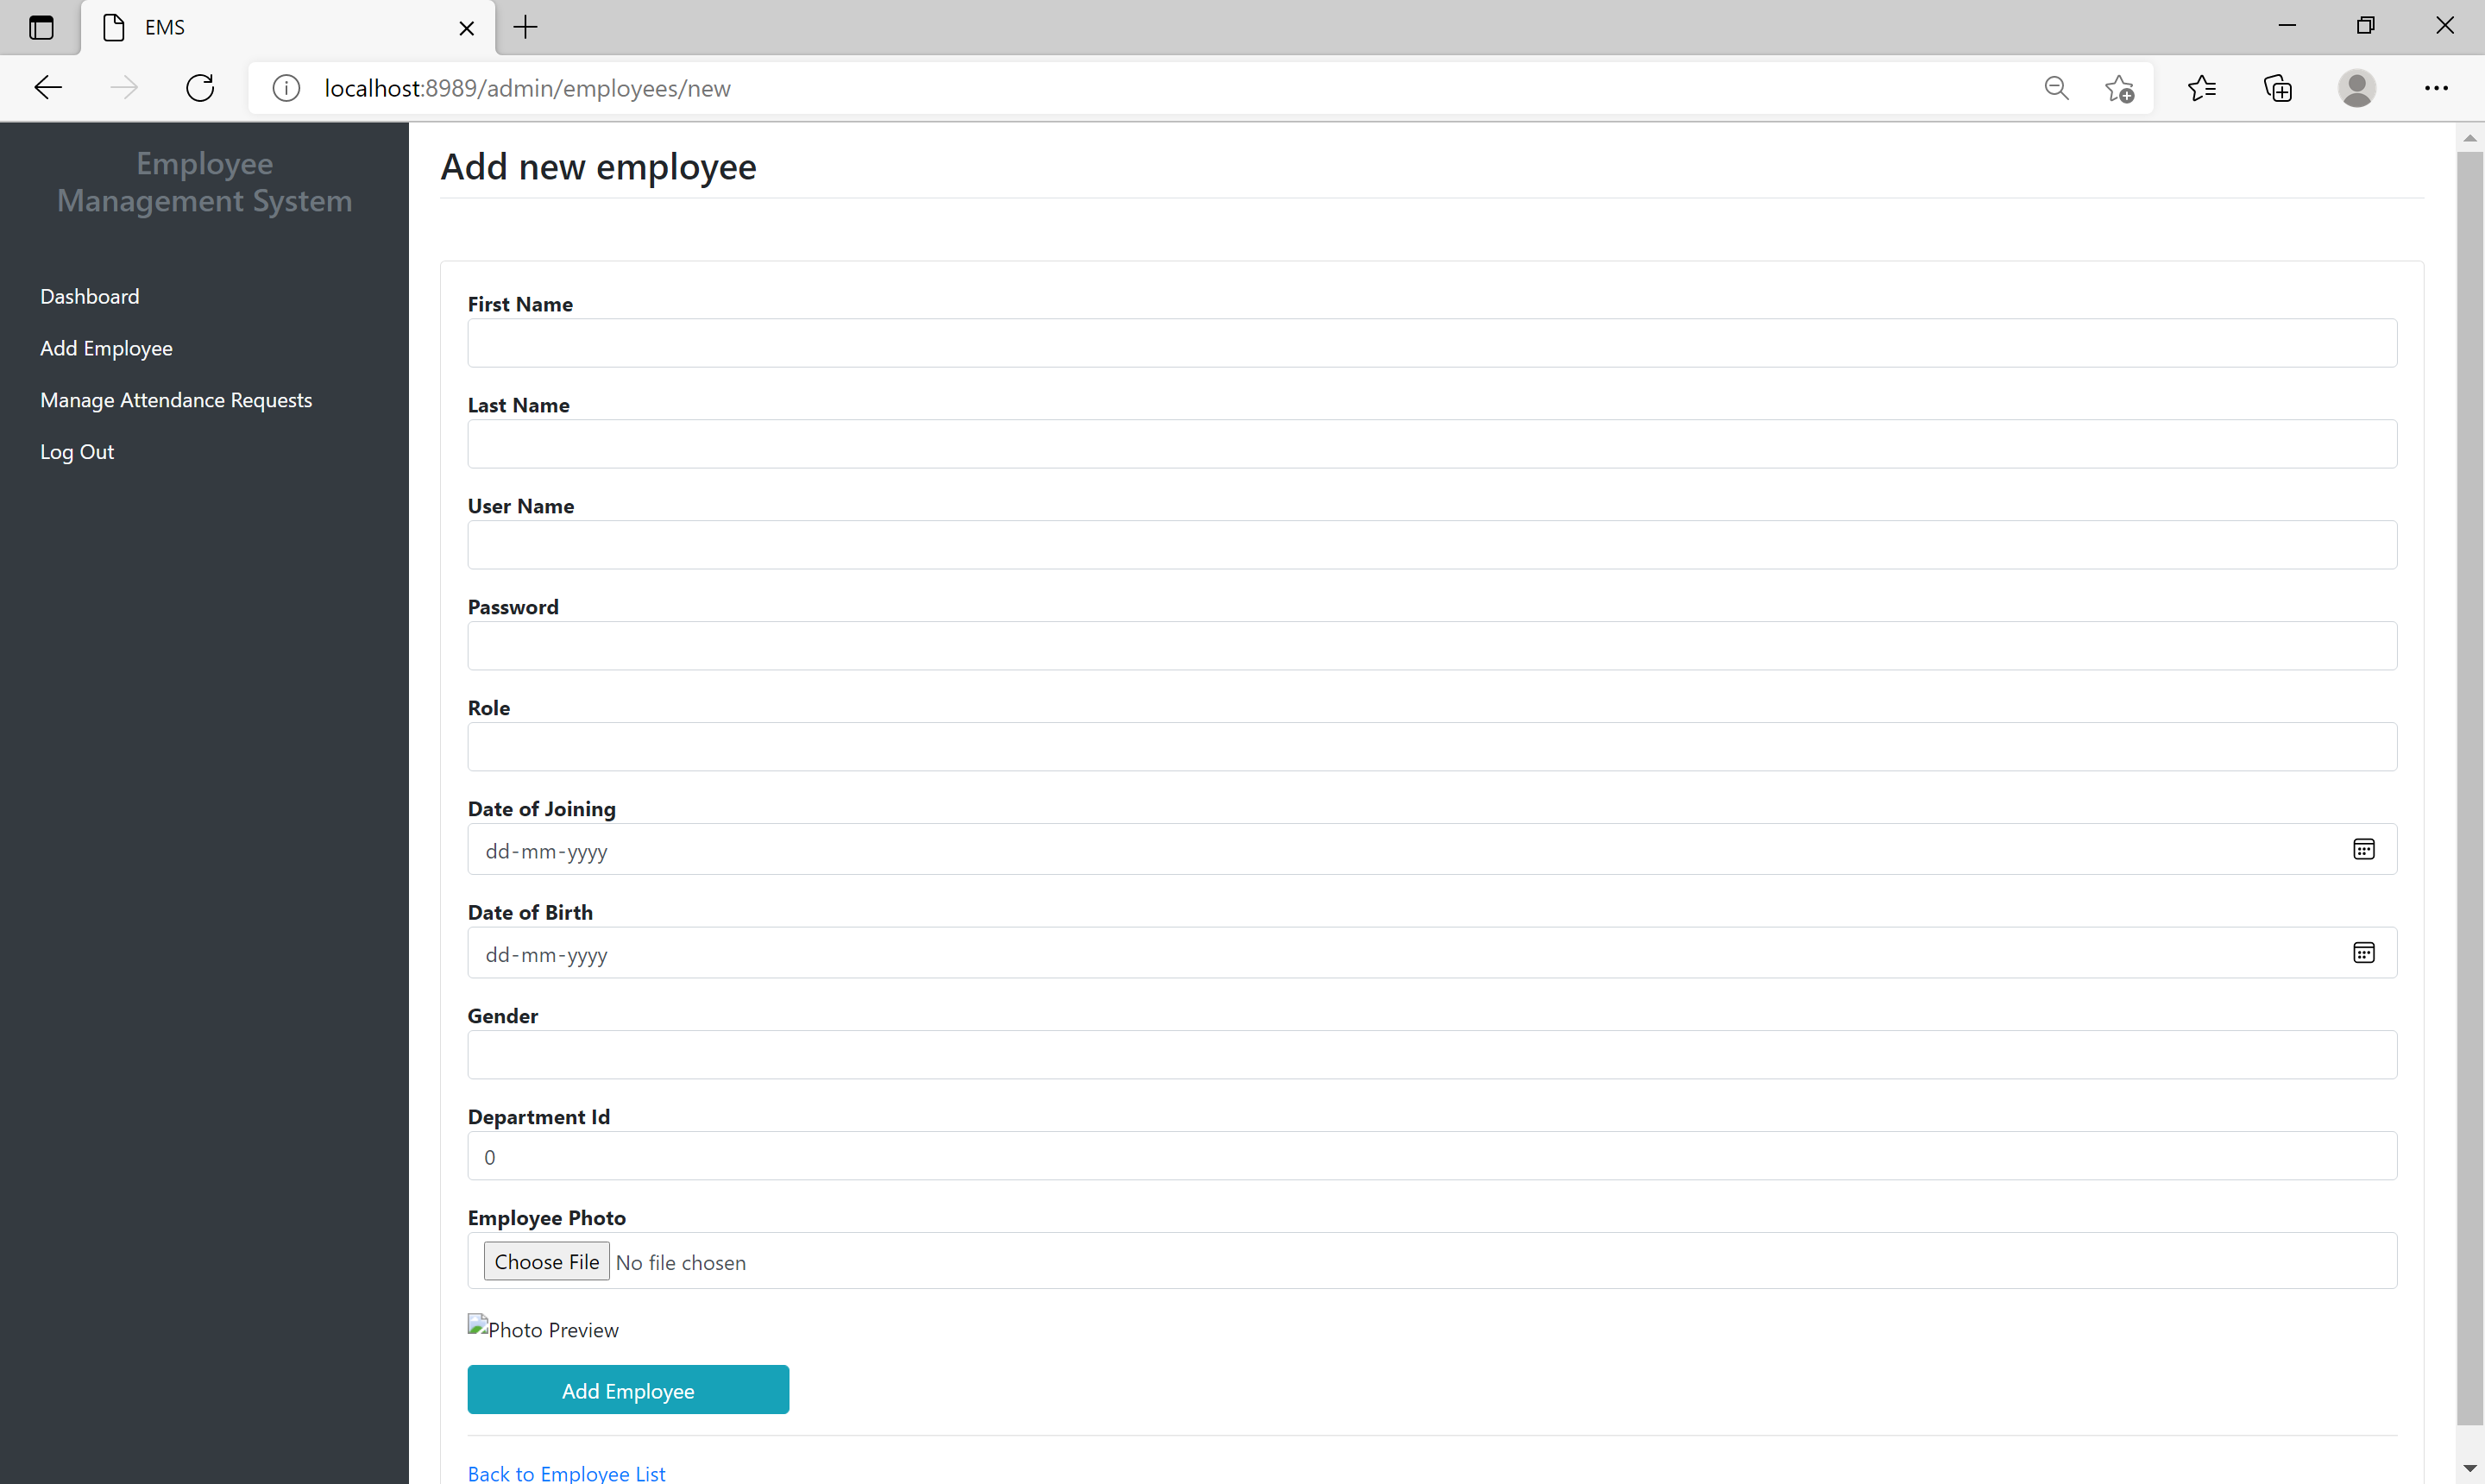 EMS
localhost:8989/admin/employees/new
Employee
Management System
Dashboard
Add Employee
Manage Attendance Requests
Log Out
Add new employee
First Name
Last Name
User Name
Password
Role
Date of Joining
dd-mm-yyyy
Date of Birth
dd-mm-yyyy
Gender
Department Id
0
Employee Photo
Choose File No file chosen
Photo Preview
Add Employee
Back to Employee List